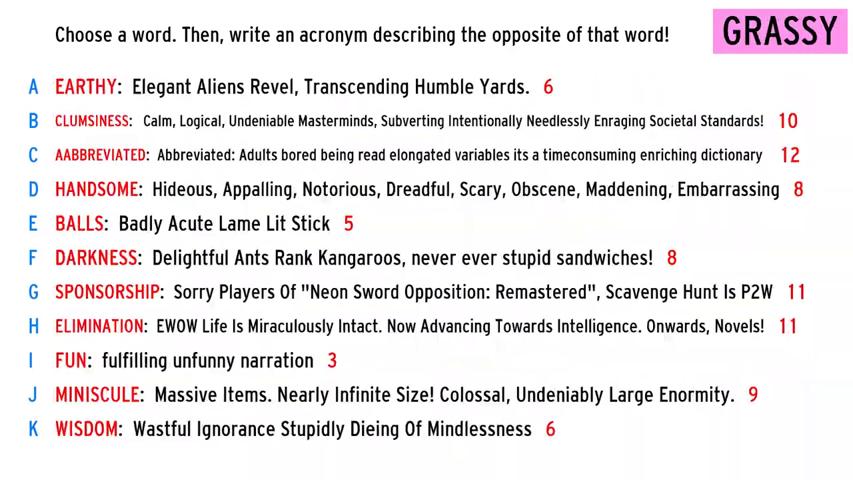 Choose a word. Then, write an acronym describing the opposite of that word!
GRASSY
A EARTHY: Elegant Aliens Revel, Transcending Humble Yards. 6
B CLUMSINESS: Calm, Logical, Undeniable Masterminds, Subverting Intentionally Needlessly Enraging Societal Standards! 10
C AABBREVIATED: Abbreviated: Adults bored being read elongated variables its a timeconsuming enriching dictionary 12
D HANDSOME: Hideous, Appalling, Notorious, Dreadful, Scary, Obscene, Maddening, Embarrassing 8
E BALLS: Badly Acute Lame Lit Stick 5
F DARKNESS: Delightful Ants Rank Kangaroos, never ever stupid sandwiches! 8
G SPONSORSHIP: Sorry Players Of "Neon Sword Opposition: Remastered", Scavenge Hunt Is P2W 11
H ELIMINATION: EWOW Life Is Miraculously Intact. Now Advancing Towards Intelligence. Onwards, Novels! 11
I FUN: fulfilling unfunny narration 3
J MINISCULE: Massive Items. Nearly Infinite Size! Colossal, Undeniably Large Enormity. 9
K WISDOM: Wastful Ignorance Stupidly Dieing Of Mindlessness 6